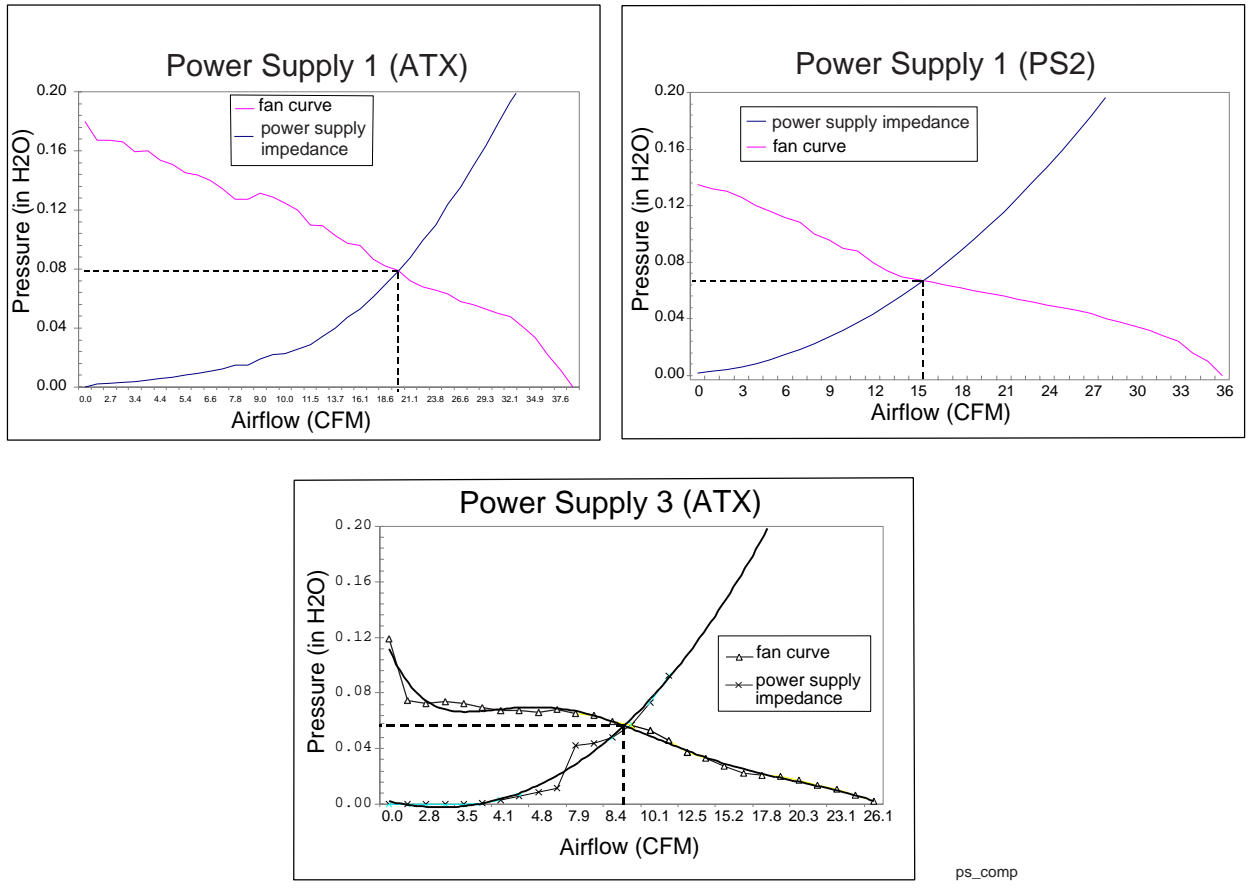 Power Supply 1 (ATX)
Pressure (in H2O)
0.20
0.16
0.12
0.08
0.04
0.00
fan curve
power supply
impedance
0.0 2.7 3.4 4.4 5.4 6.6 7.8 9.0 10.0 11.5 13.7 16.1 18.6 21.1 23.8 26.6 29.3 32.1 34.9 37.6
Airflow (CFM)
Power Supply 1 (PS2)
Pressure (in H2O)
0.20
0.16
0.12
0.08
0.04
0.00
power supply impedance
fan curve
0 3 6 9 12 15 18 21 24 27 30 33 36
Airflow (CFM)
Power Supply 3 (ATX)
Pressure (in H2O)
0.20
0.16
0.12
0.08
0.04
0.00
fan curve
power supply
impedance
0.0 2.8 3.5 4.1 4.8 7.9 8.4 10.1 12.5 15.2 17.8 20.3 23.1 26.1
Airflow (CFM)
ps_comp